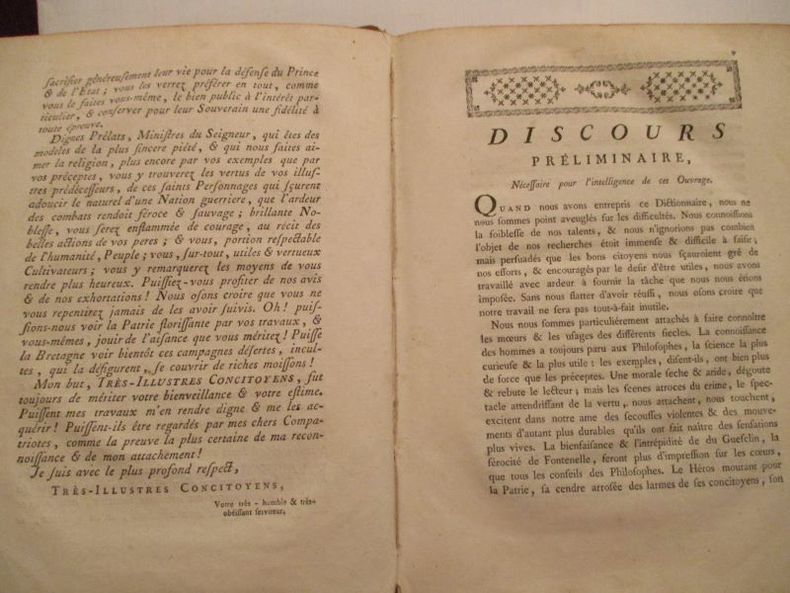 ſacrifier généreuſement leur vie pour la défenſe du Prince
& de l'Etat ; vous les verrez préférer en tout, comme
vous le faites vous-même, le bien public à l'intérêt par-
ticulier, & conſerver pour leur Souverain une fidélité à
toute épreuve.
Dignes Prélats, Miniſtres du Seigneur, qui êtes des
modeles de la plus ſincere piété, & qui nous faites ai-
mer la religion, plus encore par vos exemples que par
vos préceptes, vous y trouverez les vertus de vos illuſ-
tres prédéceſſeurs, de ces ſaints Perſonnages qui ſçurent
adoucir le naturel d'une Nation guerriere, que l'ardeur
des combats rendoit féroce & ſauvage ; brillante No-
bleſſe, vous ſerez enflammée de courage, au récit des
belles actions de vos peres ; & vous, portion reſpectable
de l'humanité, Peuple ; vous, ſur-tout, utiles & vertueux
Cultivateurs ; vous y remarquerez les moyens de vous
rendre plus heureux. Puiſſiez-vous profiter de nos avis
& de nos exhortations ! Nous oſons croire que vous ne
vous repentirez jamais de les avoir ſuivis. Oh ! puiſ-
ſions-nous voir la Patrie floriſſante par vos travaux, &
vous-mêmes, jouir de l'aiſance que vous méritez ! Puiſſe
la Bretagne voir bientôt ces campagnes déſertes, incul-
tes, qui la défigurent, ſe couvrir de riches moiſſons !
Mon but, TRÈS-ILLUSTRES CONCITOYENS, fut
toujours de mériter votre bienveillance & votre eſtime.
Puiſſent mes travaux m'en rendre digne & me les ac-
quérir ! Puiſſent-ils être regardés par mes chers Compa-
triotes, comme la preuve la plus certaine de ma recon-
noiſſance & de mon attachement !
Je ſuis avec le plus profond reſpect,
TRÈS-ILLUSTRES CONCITOYENS,
Votre très-humble & très-
obéiſſant ſerviteur.
v
DISCOURS
PRÉLIMINAIRE,
Néceſſaire pour l'intelligence de cet Ouvrage.
QUAND nous avons entrepris ce Dictionnaire, nous ne
nous ſommes point aveuglés ſur les difficultés. Nous connoiſſions
la foibleſſe de nos talents, & nous n'ignorions pas combien
l'objet de nos recherches étoit immenſe & difficile à ſaiſir ;
mais perſuadés que les bons citoyens nous ſçauroient gré de
nos efforts, & encouragés par le deſir d'être utiles, nous avons
travaillé avec ardeur à fournir la tâche que nous nous étions
impoſée. Sans nous flatter d'avoir réuſſi, nous oſons croire que
notre travail ne ſera pas tout-à-fait inutile.
Nous nous ſommes particuliérement attachés à faire connoître
les mœurs & les uſages des différents ſiecles. La connoiſſance
des hommes a toujours paru aux Philoſophes, la ſcience la plus
curieuſe & la plus utile : les exemples, diſent-ils, ont bien plus
de force que les préceptes. Une morale ſeche & aride, dégoûte
& rebute le lecteur ; mais les ſcenes atroces du crime, le ſpec-
tacle attendriſſant de la vertu, nous attachent, nous touchent,
excitent dans notre ame des ſecouſſes violentes & des mouve-
ments d'autant plus durables qu'ils ont fait naître des ſenſations
plus vives. La bienfaiſance & l'intrépidité de du Gueſclin, la
férocité de Fontenelle, feront plus d'impreſſion ſur les cœurs,
que tous les conſeils des Philoſophes. Le Héros mourant pour
la Patrie, ſa cendre arroſée des larmes de ſes concitoyens, ſon